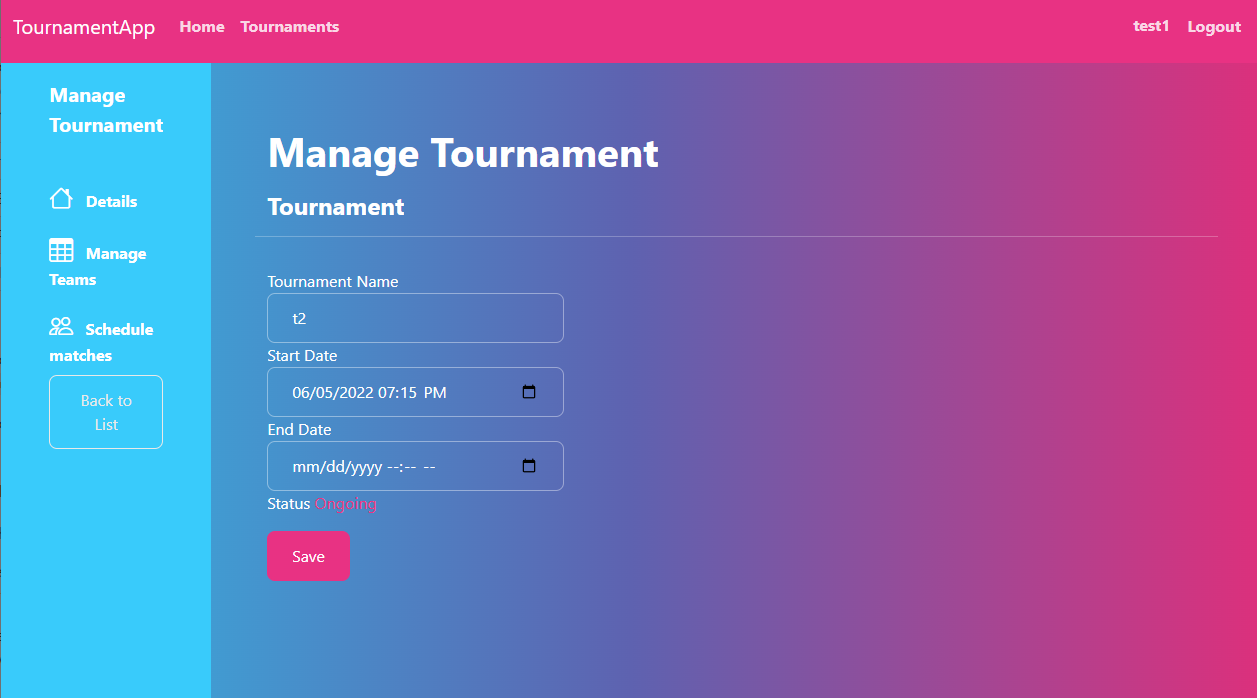 TournamentApp Home Tournaments test1 Logout
Manage
Tournament
Details
Manage
Teams
Schedule
matches
Back to
List
Manage Tournament
Tournament
Tournament Name
t2
Start Date
06/05/2022 07:15 PM
End Date
mm/dd/yyyy --:-- --
Status Ongoing
Save